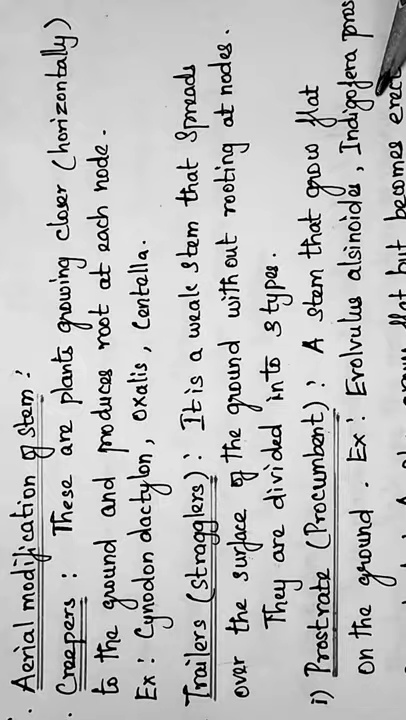 . Aerial modification of stem :
. Creepers : These are plants growing closer (horizontally)
to the ground and produces root at each node.
Ex : Cynodon dactylon, oxalis, Centella.
Trailers (Stragglers) : It is a weak stem that spreads
over the surface of the ground without rooting at nodes.
They are divided into 3 types.
i) Prostrate (Procumbent) : A stem that grow flat
on the ground. Ex : Evolvulus alsinoides, Indigofera pros
flat but becomes erect